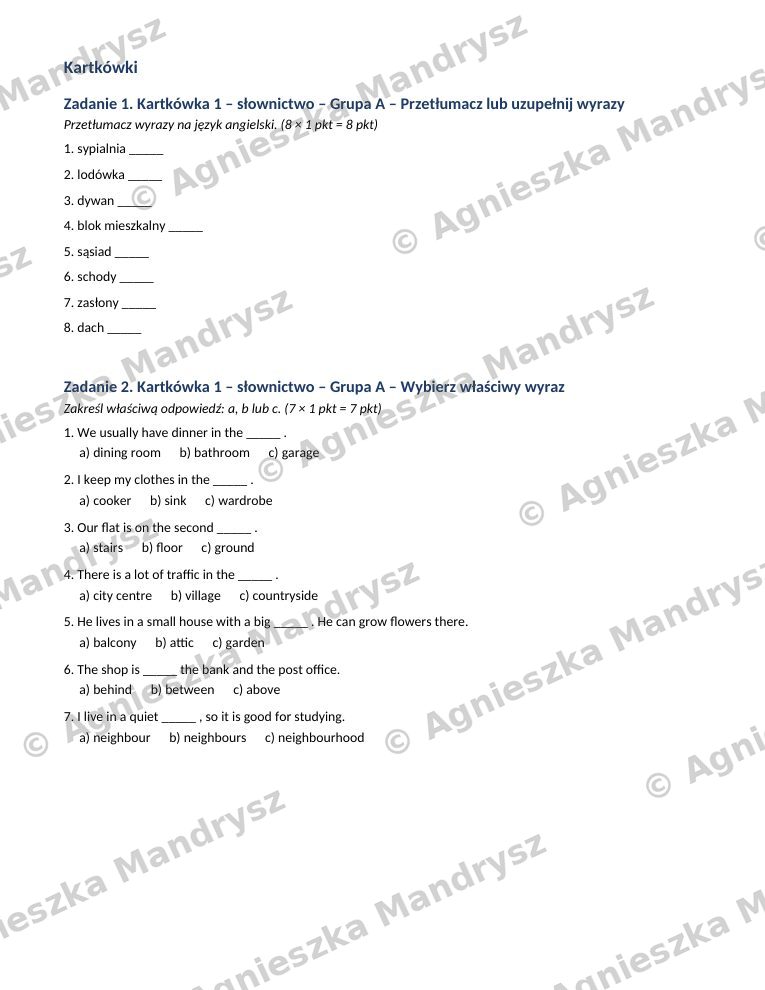 Kartkówki
Zadanie 1. Kartkówka 1 – słownictwo – Grupa A – Przetłumacz lub uzupełnij wyrazy
Przetłumacz wyrazy na język angielski. (8 × 1 pkt = 8 pkt)
1. sypialnia _____
2. lodówka _____
3. dywan _____
4. blok mieszkalny _____
5. sąsiad _____
6. schody _____
7. zasłony _____
8. dach _____
Zadanie 2. Kartkówka 1 – słownictwo – Grupa A – Wybierz właściwy wyraz
Zakreśl właściwą odpowiedź: a, b lub c. (7 × 1 pkt = 7 pkt)
1. We usually have dinner in the _____ .
a) dining room b) bathroom c) garage
2. I keep my clothes in the _____ .
a) cooker b) sink c) wardrobe
3. Our flat is on the second _____ .
a) stairs b) floor c) ground
4. There is a lot of traffic in the _____ .
a) city centre b) village c) countryside
5. He lives in a small house with a big _____ . He can grow flowers there.
a) balcony b) attic c) garden
6. The shop is _____ the bank and the post office.
a) behind b) between c) above
7. I live in a quiet _____ , so it is good for studying.
a) neighbour b) neighbours c) neighbourhood
© Agnieszka Mandrysz